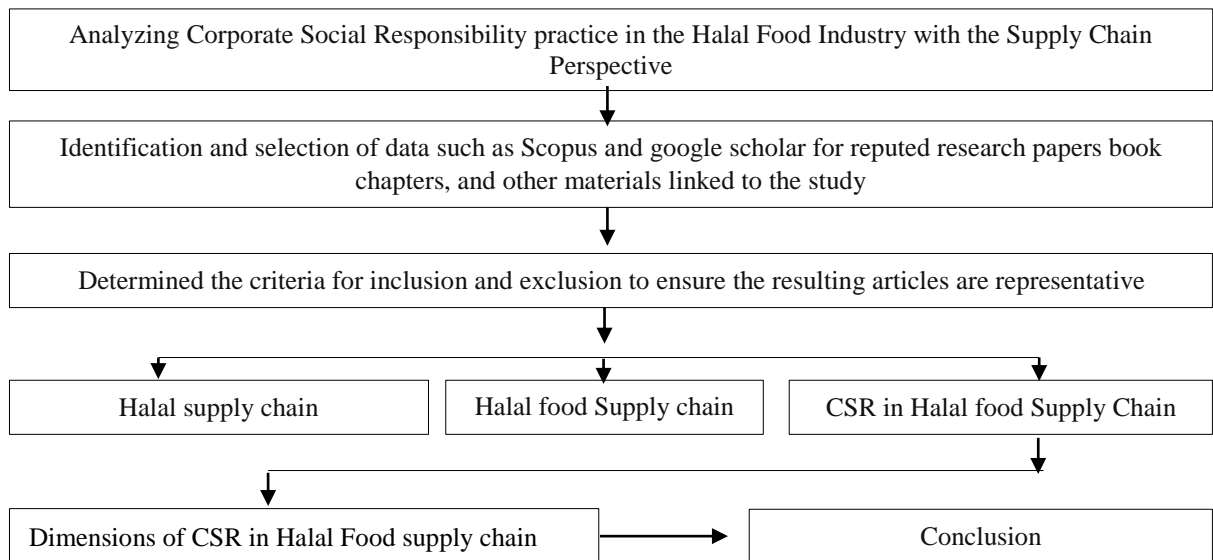 Analyzing Corporate Social Responsibility practice in the Halal Food Industry with the Supply Chain
Perspective
Identification and selection of data such as Scopus and google scholar for reputed research papers book
chapters, and other materials linked to the study
Determined the criteria for inclusion and exclusion to ensure the resulting articles are representative
Halal supply chain
Halal food Supply chain
CSR in Halal food Supply Chain
Dimensions of CSR in Halal Food supply chain
Conclusion